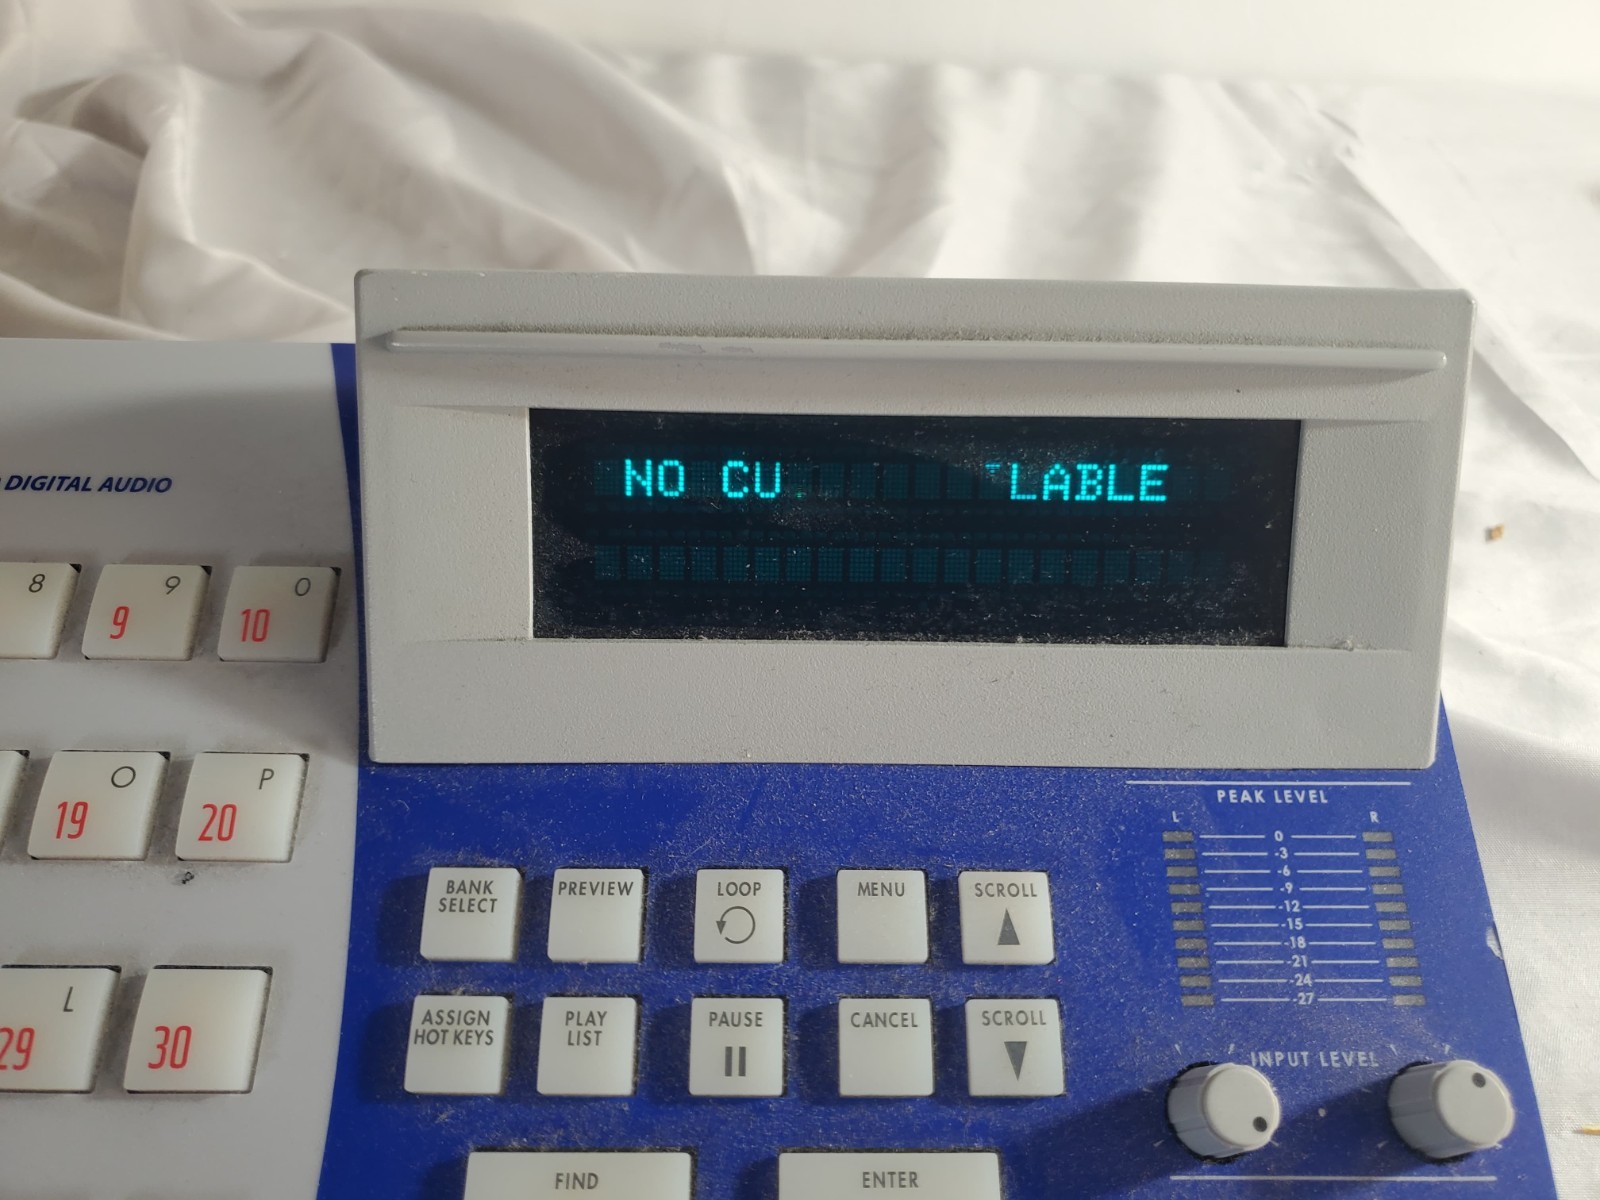 NO CU LABLE
DIGITAL AUDIO
8 9
9 9
0 10
O 19
P 20
L 29
30
BANK SELECT
PREVIEW
LOOP
MENU
SCROLL
ASSIGN HOT KEYS
PLAY LIST
PAUSE
CANCEL
SCROLL
FIND
ENTER
PEAK LEVEL
L R
0
-3
-6
-9
-12
-15
-18
-21
-24
-27
INPUT LEVEL